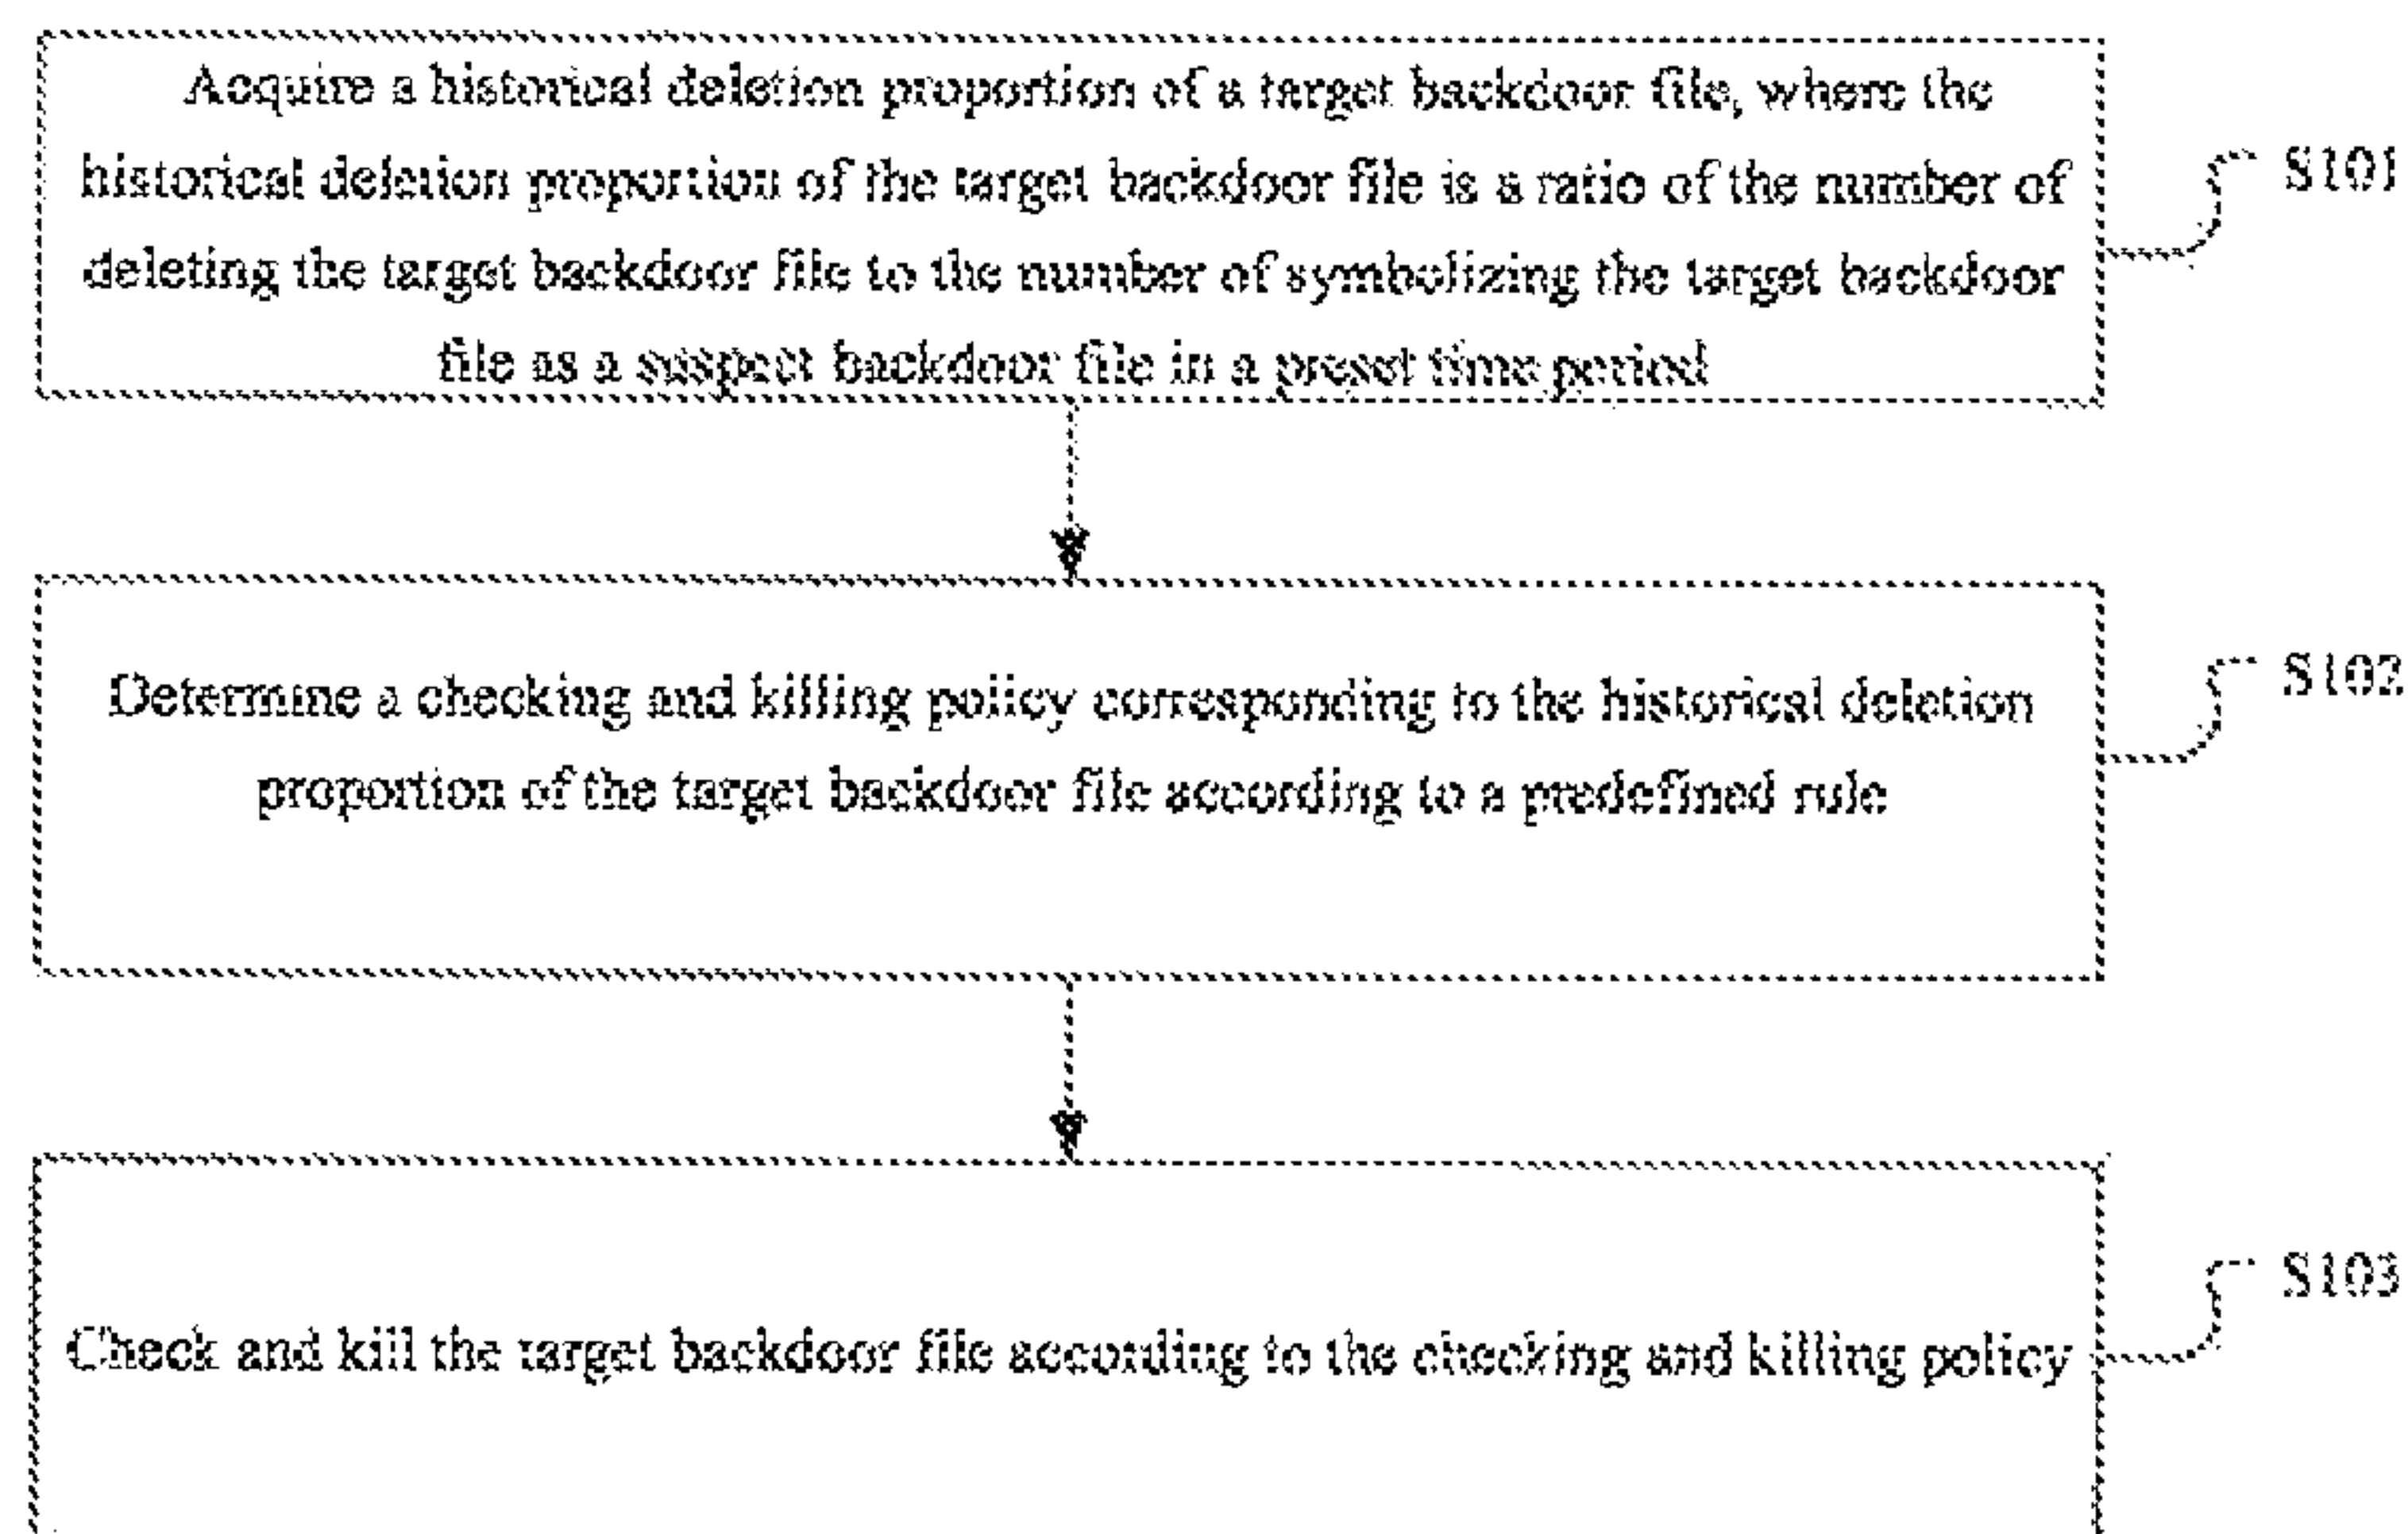 Acquire a historical deletion proportion of a target backdoor file, where the
historical deletion proportion of the target backdoor file is a ratio of the number of
deleting the target backdoor file to the number of symbolizing the target backdoor
file as a suspect backdoor file in a preset time period
S101
Determine a checking and killing policy corresponding to the historical deletion
proportion of the target backdoor file according to a predefined rule
S102
Check and kill the target backdoor file according to the checking and killing policy
S103